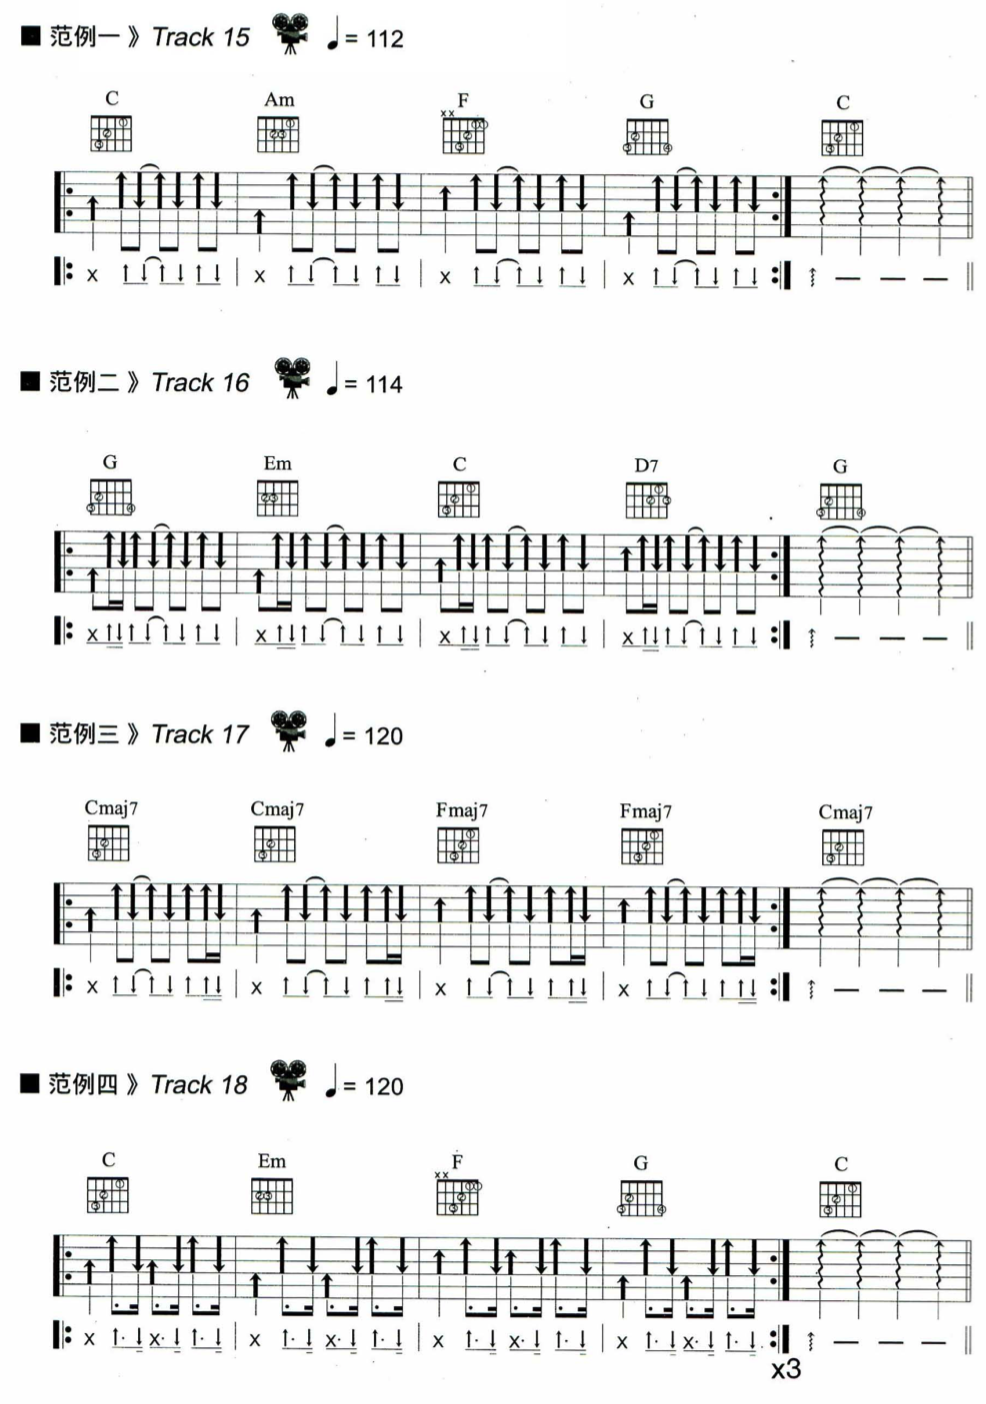 ■ 范例一 》 Track 15 ♩= 112
C Am F G C
x x
x x x x
■ 范例二 》 Track 16 ♩= 114
G Em C D7 G
x x x x
■ 范例三 》 Track 17 ♩= 120
Cmaj7 Cmaj7 Fmaj7 Fmaj7 Cmaj7
x x x x
■ 范例四 》 Track 18 ♩= 120
C Em F G C
x x
x x· x x· x x· x x·
x3